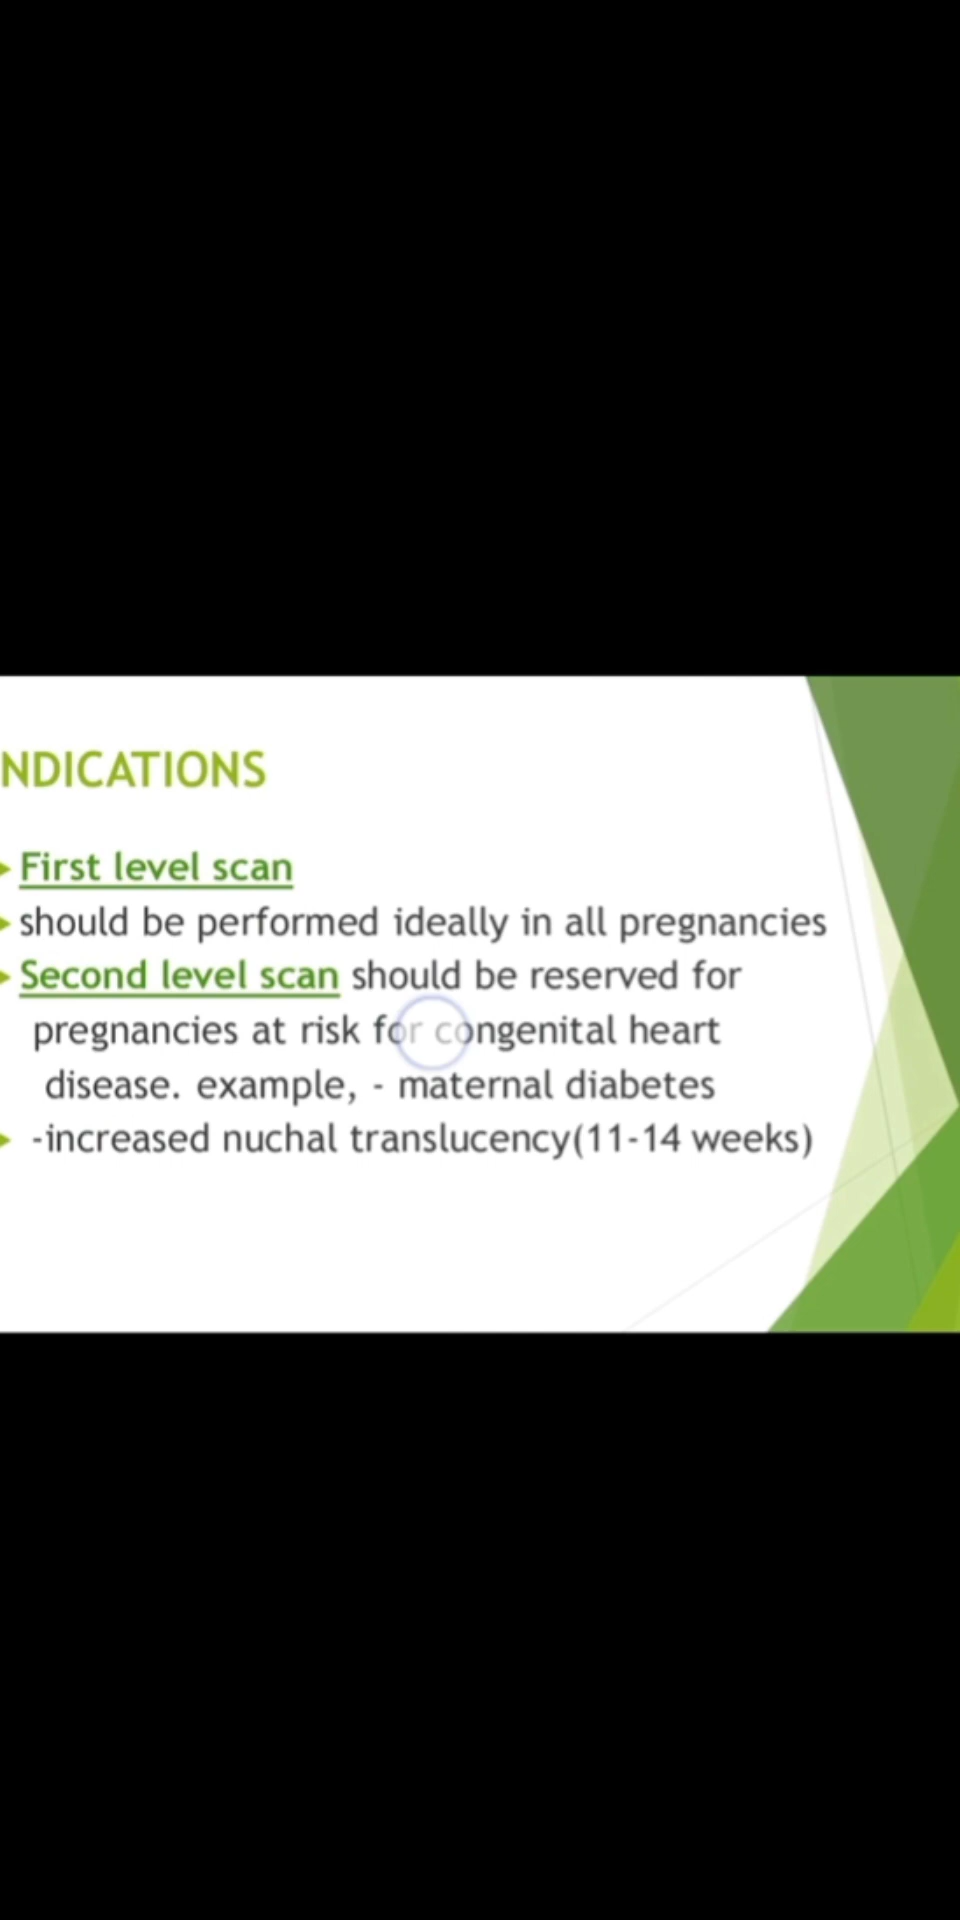 NDICATIONS
First level scan
should be performed ideally in all pregnancies
Second level scan should be reserved for
pregnancies at risk for congenital heart
disease. example, - maternal diabetes
-increased nuchal translucency(11-14 weeks)